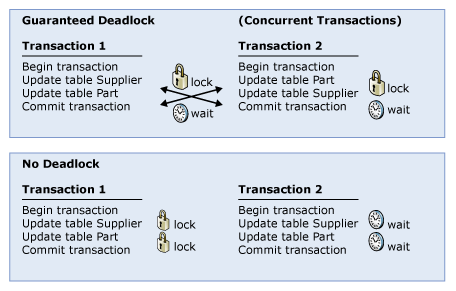 Guaranteed Deadlock (Concurrent Transactions)
Transaction 1 Transaction 2
Begin transaction Begin transaction
Update table Supplier lock Update table Part lock
Update table Part Update table Supplier
Commit transaction wait Commit transaction wait
No Deadlock
Transaction 1 Transaction 2
Begin transaction Begin transaction
Update table Supplier lock Update table Supplier wait
Update table Part lock Update table Part wait
Commit transaction Commit transaction